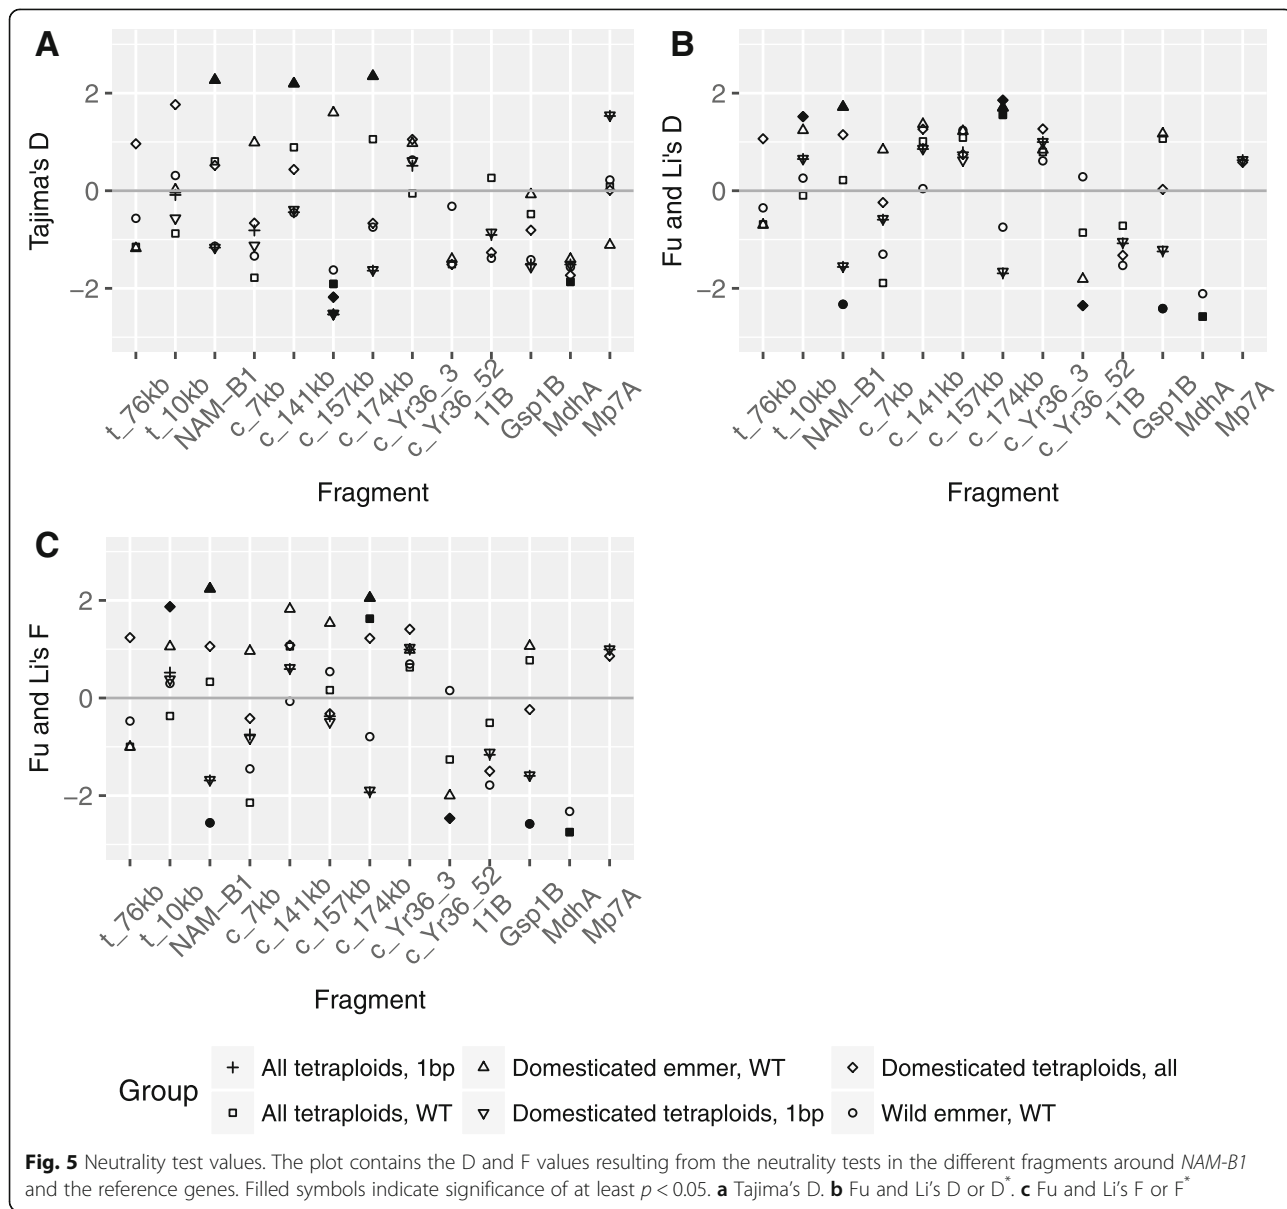 A
B
Tajima's D
2
0
−2
t_76kb
t_10kb
NAM−B1
c_7kb
c_141kb
c_157kb
c_174kb
c_Yr36_3
c_Yr36_52
11B
Gsp1B
MdhA
Mp7A
Fragment
Fu and Li's D
2
0
−2
t_76kb
t_10kb
NAM−B1
c_7kb
c_141kb
c_157kb
c_174kb
c_Yr36_3
c_Yr36_52
11B
Gsp1B
MdhA
Mp7A
Fragment
C
Fu and Li's F
2
0
−2
t_76kb
t_10kb
NAM−B1
c_7kb
c_141kb
c_157kb
c_174kb
c_Yr36_3
c_Yr36_52
11B
Gsp1B
MdhA
Mp7A
Fragment
Group
All tetraploids, 1bp
Domesticated emmer, WT
Domesticated tetraploids, all
All tetraploids, WT
Domesticated tetraploids, 1bp
Wild emmer, WT
Fig. 5 Neutrality test values. The plot contains the D and F values resulting from the neutrality tests in the different fragments around NAM-B1
and the reference genes. Filled symbols indicate significance of at least p < 0.05. a Tajima's D. b Fu and Li's D or D*. c Fu and Li's F or F*